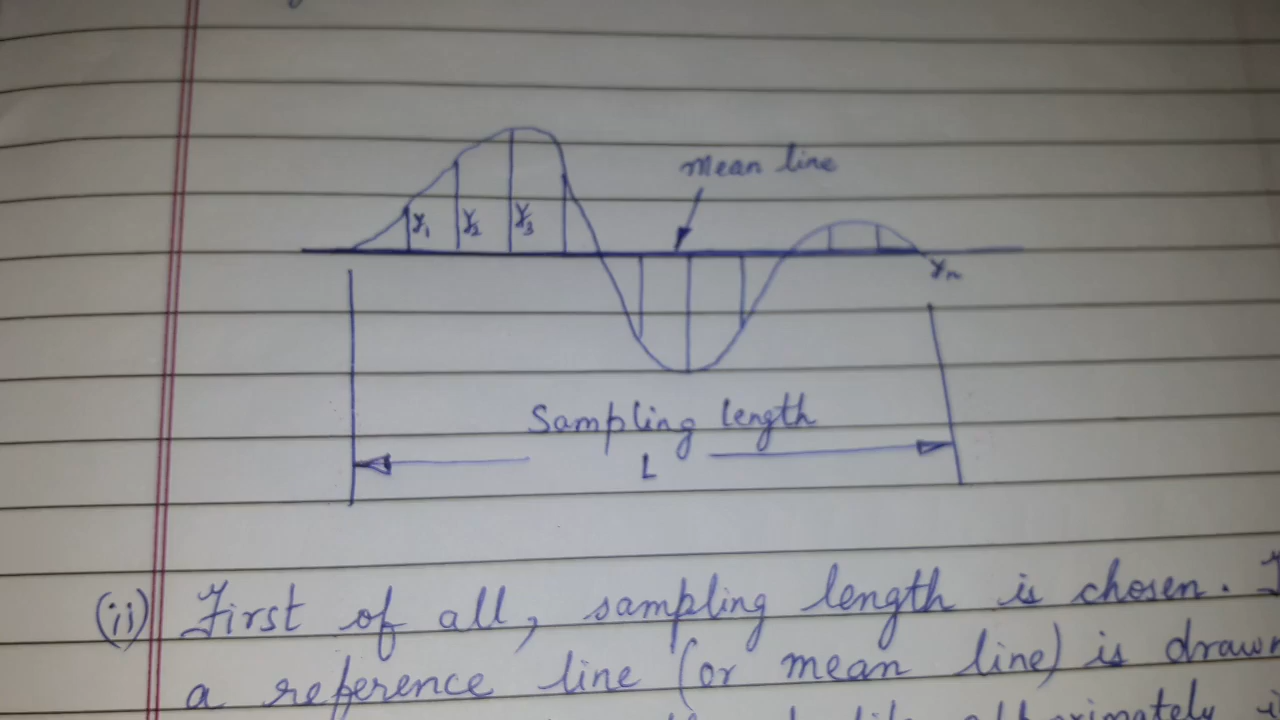 mean line
y1 y2 y3
yn
Sampling length
L
(ii) First of all, sampling length is chosen.
a reference line (or mean line) is drawn
approximately